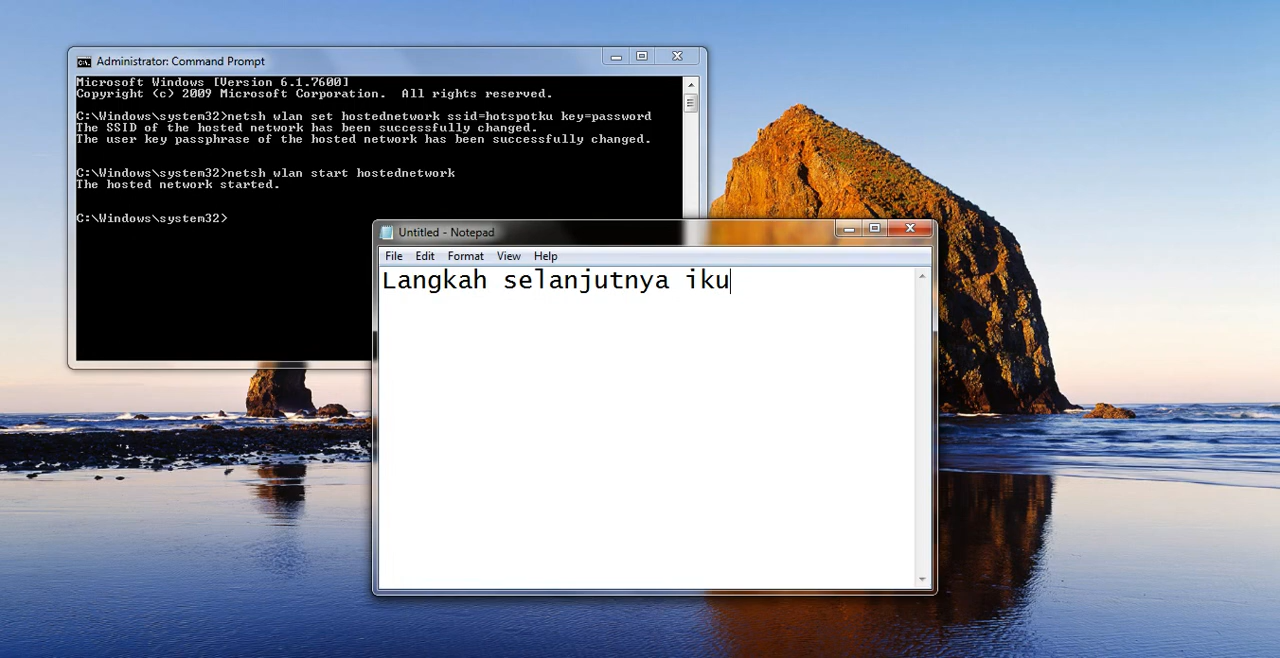 Administrator: Command Prompt
Microsoft Windows [Version 6.1.7600]
Copyright (c) 2009 Microsoft Corporation.  All rights reserved.
C:\Windows\system32>netsh wlan set hostednetwork ssid=hotspotku key=password
The SSID of the hosted network has been successfully changed.
The user key passphrase of the hosted network has been successfully changed.
C:\Windows\system32>netsh wlan start hostednetwork
The hosted network started.
C:\Windows\system32>
Untitled - Notepad
File Edit Format View Help
Langkah selanjutnya iku